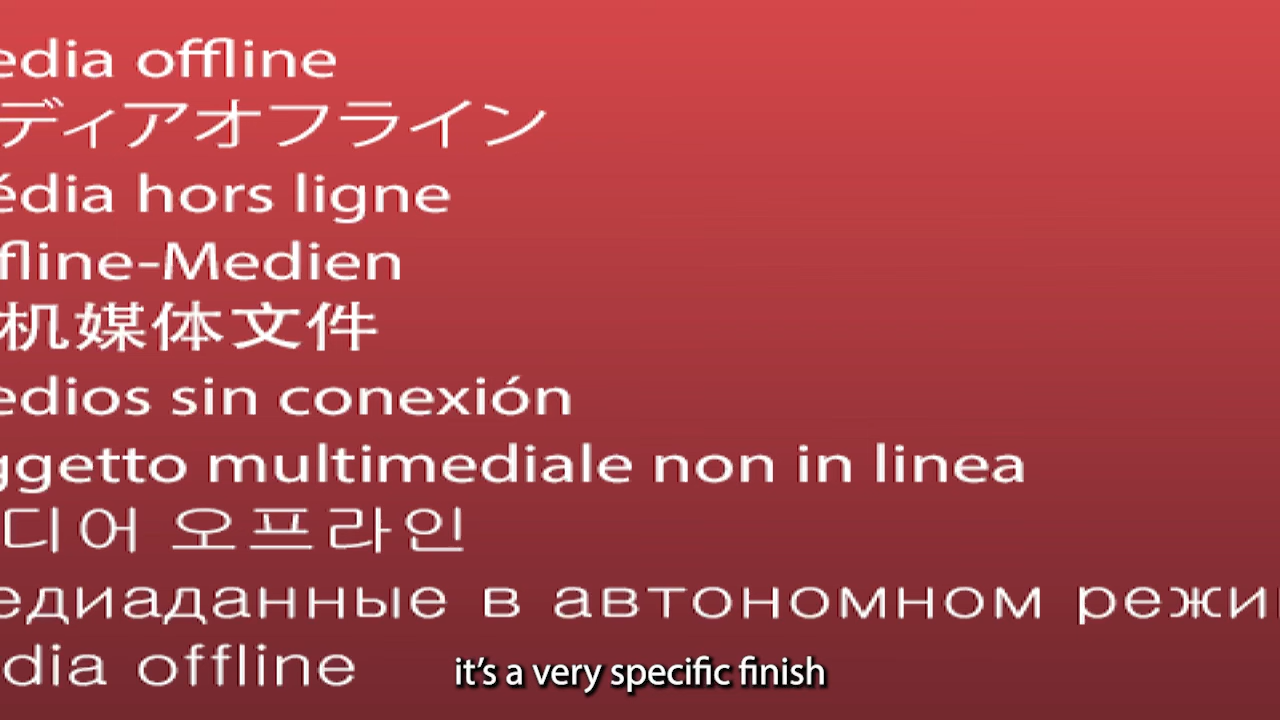 edia offline
ディアオフライン
édia hors ligne
fline-Medien
机媒体文件
edios sin conexión
ggetto multimediale non in linea
디어 오프라인
едиаданные в автономном режи
dia offline
it's a very specific finish